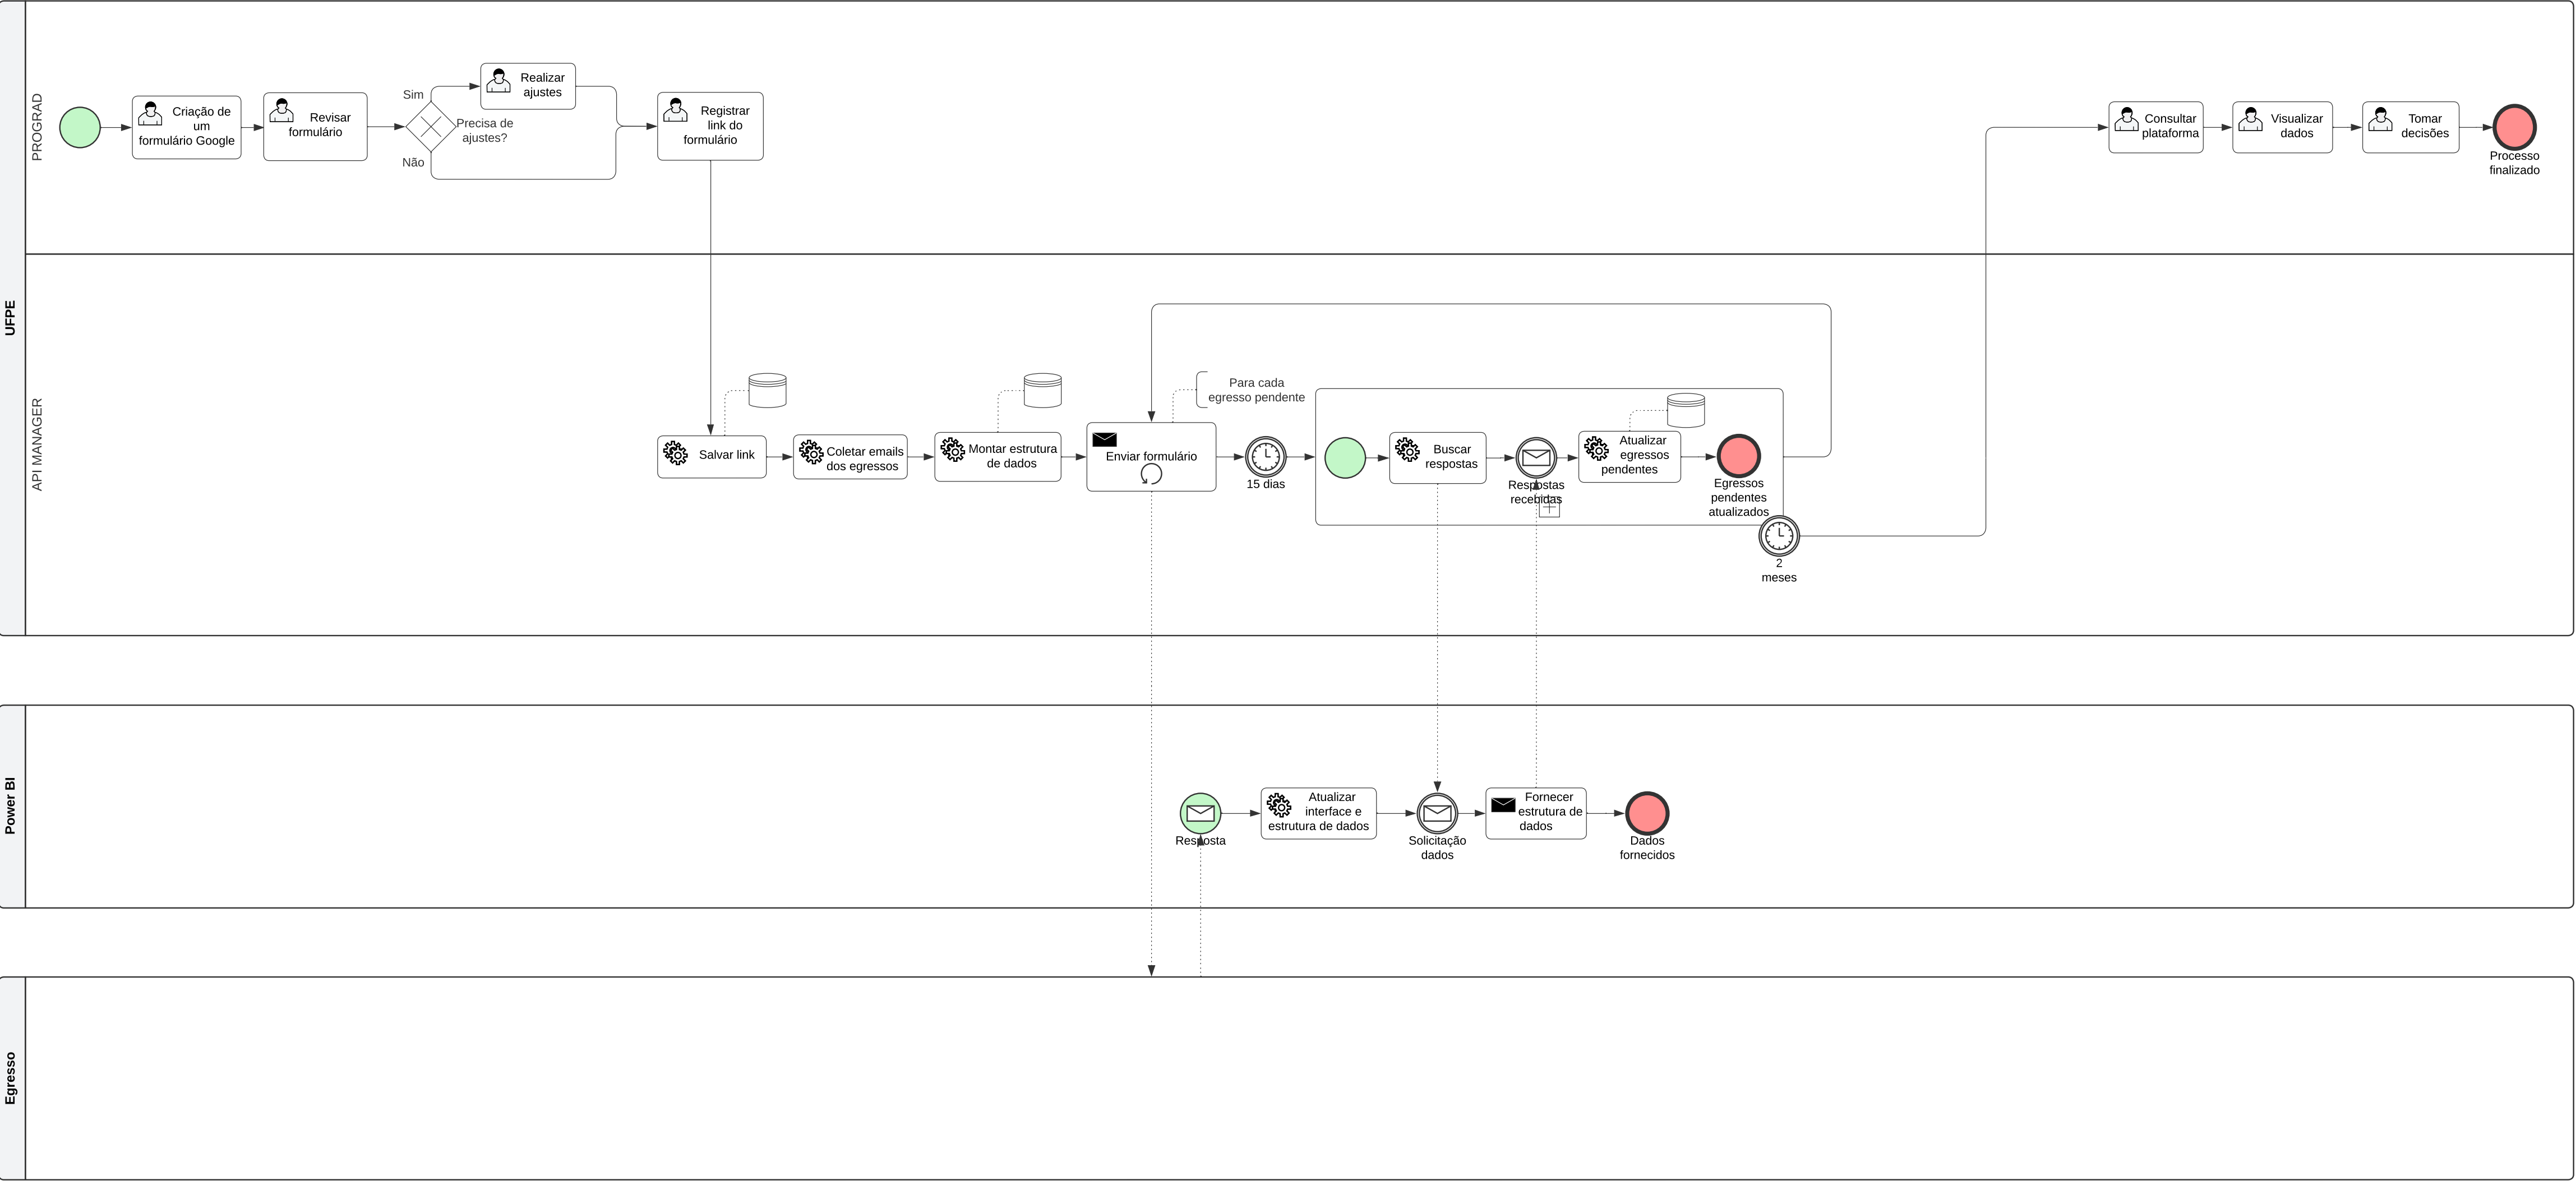 UFPE
PROGRAD
Criação de
um
formulário Google
Revisar
formulário
Sim
Precisa de
ajustes?
Não
Realizar
ajustes
Registrar
link do
formulário
Consultar
plataforma
Visualizar
dados
Tomar
decisões
Processo
finalizado
API MANAGER
Salvar link
Coletar emails
dos egressos
Montar estrutura
de dados
Enviar formulário
Para cada
egresso pendente
15 dias
Buscar
respostas
Respostas
recebidas
Atualizar
egressos
pendentes
Egressos
pendentes
atualizados
2
meses
Power BI
Resposta
Atualizar
interface e
estrutura de dados
Solicitação
dados
Fornecer
estrutura de
dados
Dados
fornecidos
Egresso